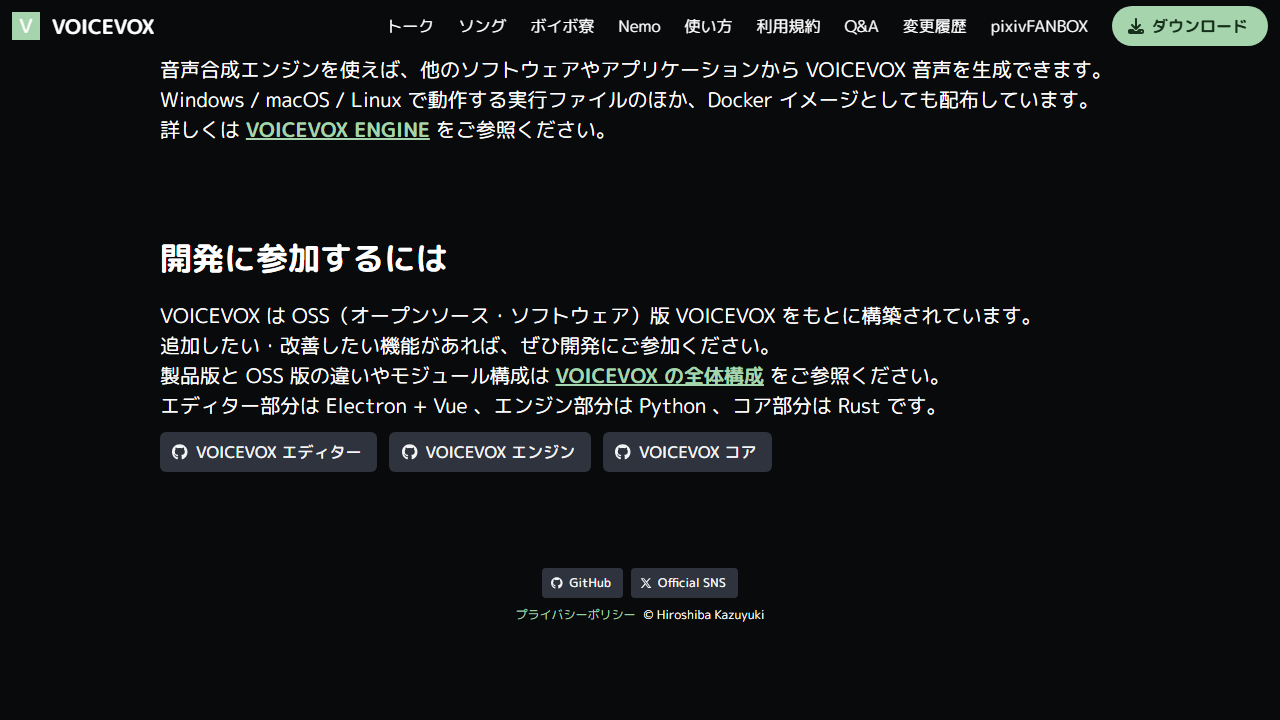 VOICEVOX
トーク ソング ボイボ寮 Nemo 使い方 利用規約 Q&A 変更履歴 pixivFANBOX ダウンロード
音声合成エンジンを使えば、他のソフトウェアやアプリケーションから VOICEVOX 音声を生成できます。
Windows / macOS / Linux で動作する実行ファイルのほか、Docker イメージとしても配布しています。
詳しくは VOICEVOX ENGINE をご参照ください。
開発に参加するには
VOICEVOX は OSS（オープンソース・ソフトウェア）版 VOICEVOX をもとに構築されています。
追加したい・改善したい機能があれば、ぜひ開発にご参加ください。
製品版と OSS 版の違いやモジュール構成は VOICEVOX の全体構成 をご参照ください。
エディター部分は Electron + Vue 、エンジン部分は Python 、コア部分は Rust です。
VOICEVOX エディター VOICEVOX エンジン VOICEVOX コア
GitHub Official SNS
プライバシーポリシー © Hiroshiba Kazuyuki